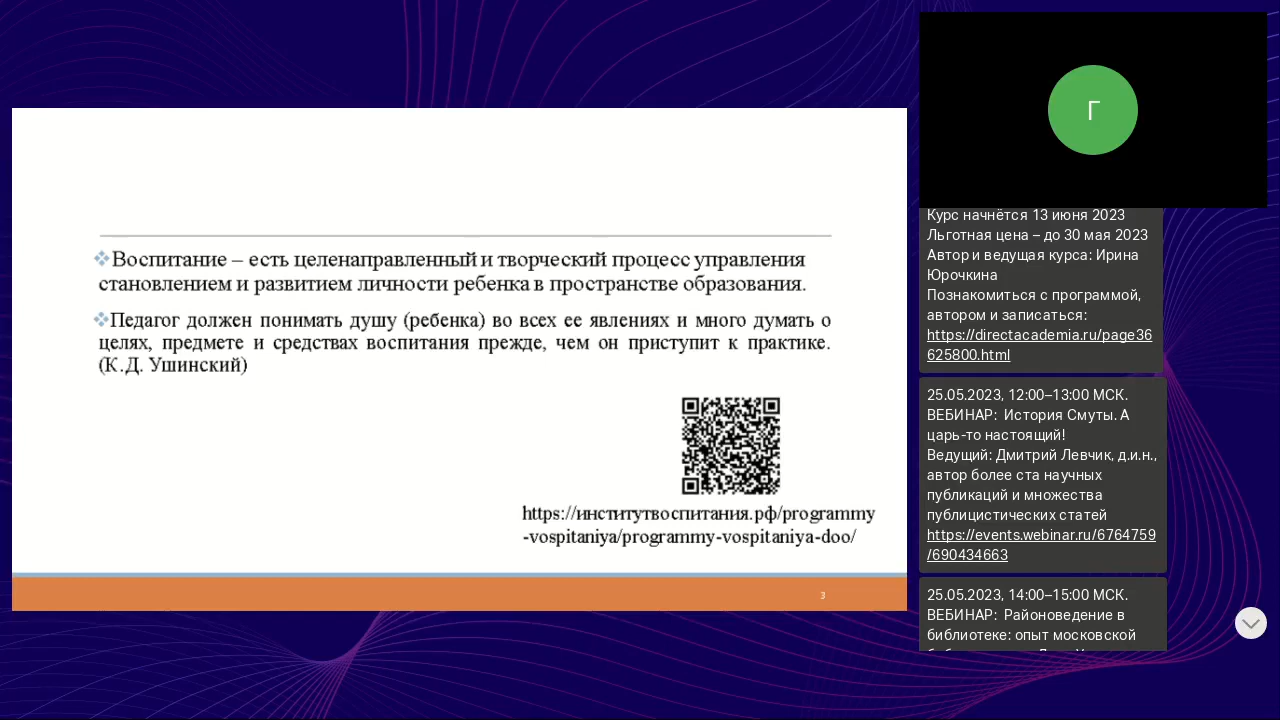 Воспитание – есть целенаправленный и творческий процесс управления
становлением и развитием личности ребенка в пространстве образования.
Педагог должен понимать душу (ребенка) во всех ее явлениях и много думать о
целях, предмете и средствах воспитания прежде, чем он приступит к практике.
(К.Д. Ушинский)
https://институтвоспитания.рф/programmy
-vospitaniya/programmy-vospitaniya-doo/
3
Г
Курс начнётся 13 июня 2023
Льготная цена – до 30 мая 2023
Автор и ведущая курса: Ирина
Юрочкина
Познакомиться с программой,
автором и записаться:
https://directacademia.ru/page36
625800.html
25.05.2023, 12:00–13:00 МСК.
ВЕБИНАР: История Смуты. А
царь-то настоящий!
Ведущий: Дмитрий Левчик, д.и.н.,
автор более ста научных
публикаций и множества
публицистических статей
https://events.webinar.ru/6764759
/690434663
25.05.2023, 14:00–15:00 МСК.
ВЕБИНАР: Районоведение в
библиотеке: опыт московской